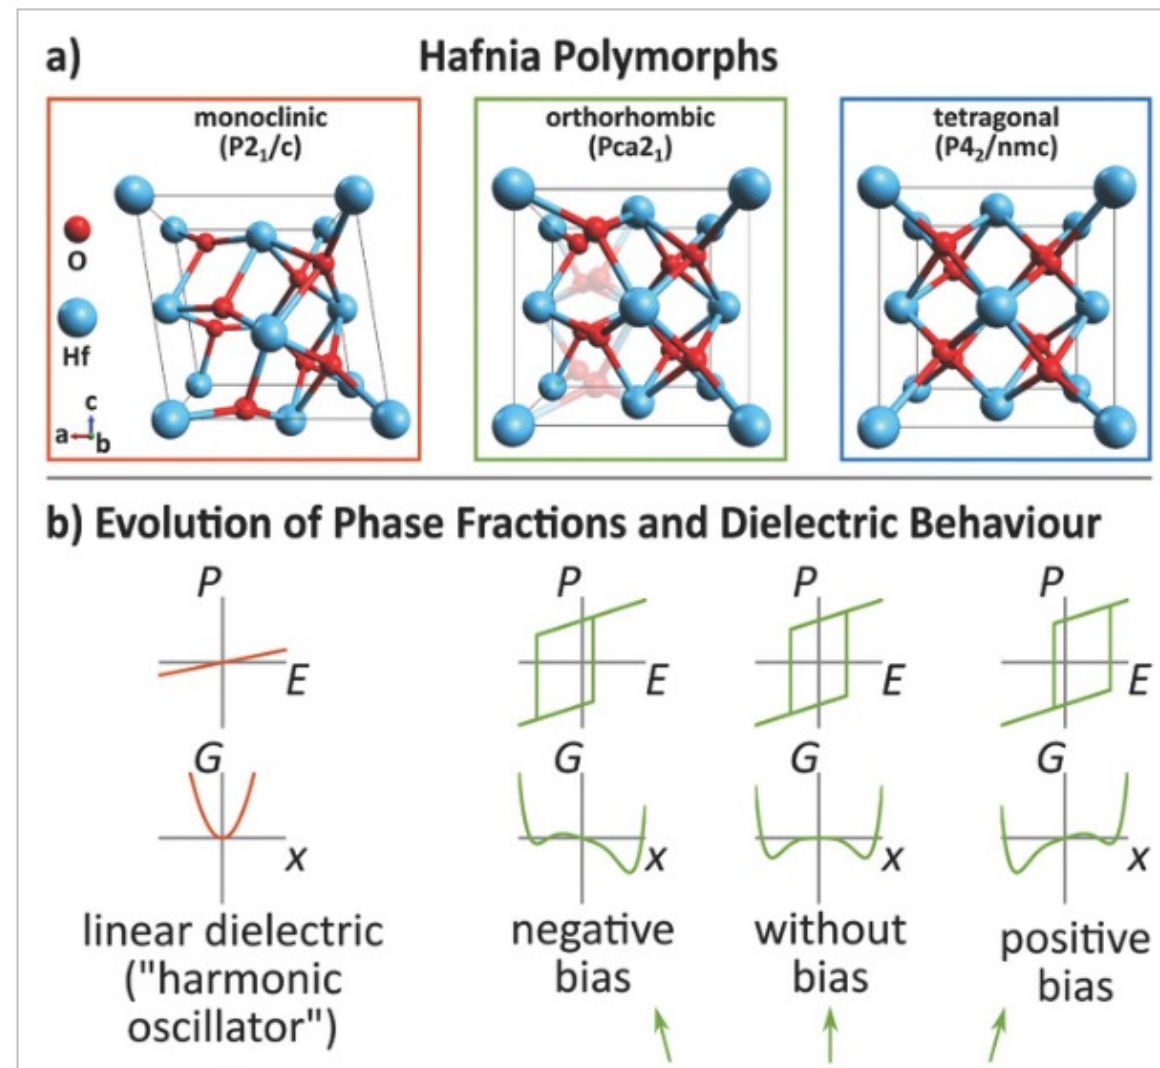 a) Hafnia Polymorphs
monoclinic
(P2₁/c)
orthorhombic
(Pca2₁)
tetragonal
(P4₂/nmc)
O
Hf
c
a
b
b) Evolution of Phase Fractions and Dielectric Behaviour
P
E
P
E
P
E
P
E
G
x
G
x
G
x
G
x
linear dielectric
("harmonic
oscillator")
negative
bias
without
bias
positive
bias